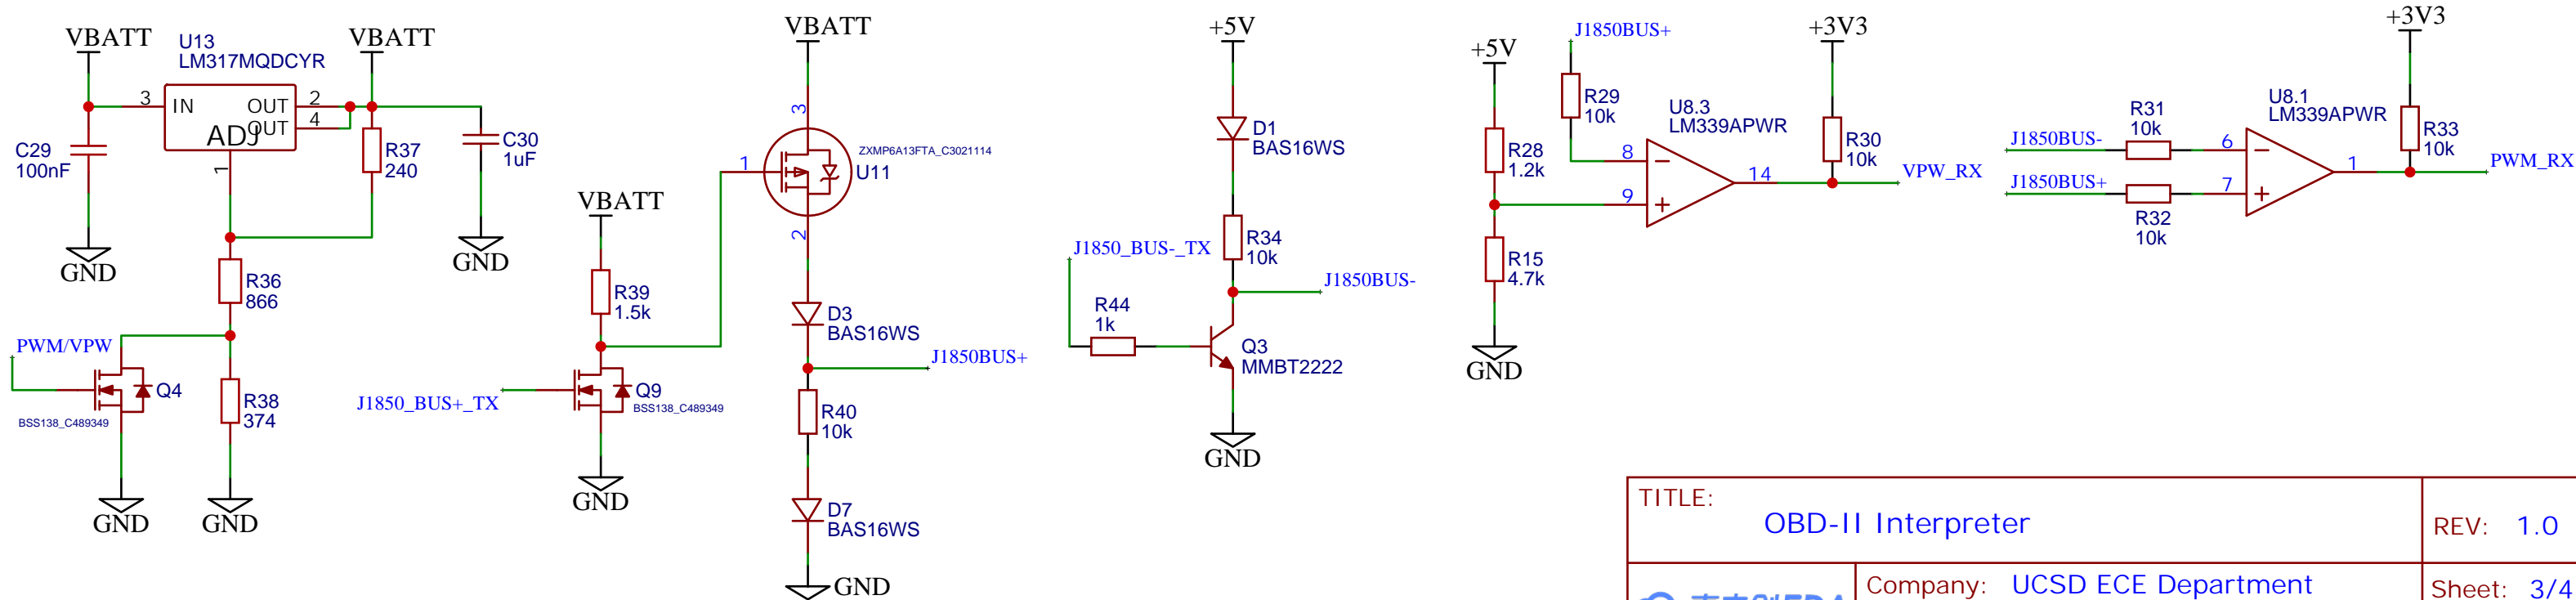 VBATT
U13
LM317MQDCYR
VBATT
3
IN
OUT
2
OUT
4
ADJ
1
C29
100nF
R37
240
C30
1uF
GND
GND
R36
866
PWM/VPW
Q4
BSS138_C489349
R38
374
GND
GND
VBATT
R39
1.5k
J1850_BUS+_TX
Q9
BSS138_C489349
GND
VBATT
3
1
ZXMP6A13FTA_C3021114
U11
2
D3
BAS16WS
J1850BUS+
R40
10k
D7
BAS16WS
GND
+5V
D1
BAS16WS
R34
10k
J1850_BUS-_TX
J1850BUS-
R44
1k
Q3
MMBT2222
GND
+5V
J1850BUS+
R29
10k
R28
1.2k
R15
4.7k
GND
U8.3
LM339APWR
8
9
14
+3V3
R30
10k
VPW_RX
J1850BUS-
R31
10k
6
J1850BUS+
R32
10k
7
U8.1
LM339APWR
1
+3V3
R33
10k
PWM_RX
TITLE:
OBD-II Interpreter
REV: 1.0
Company: UCSD ECE Department
Sheet: 3/4